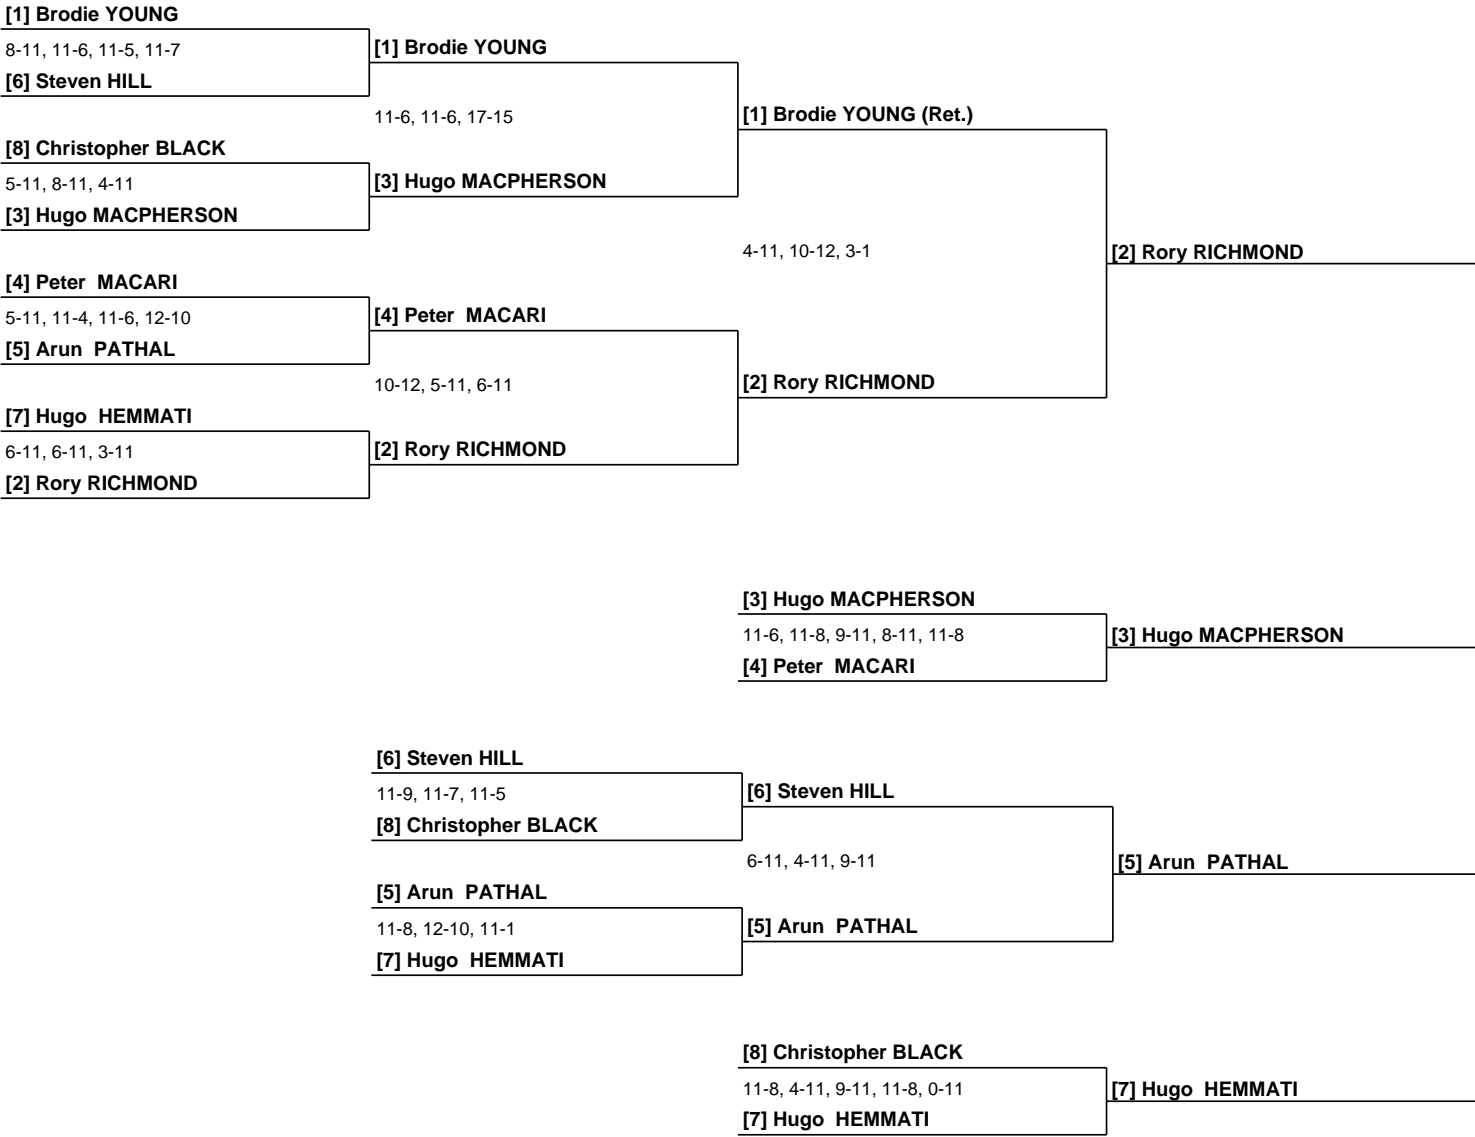 [1] Brodie YOUNG
8-11, 11-6, 11-5, 11-7
[1] Brodie YOUNG
[6] Steven HILL
11-6, 11-6, 17-15
[1] Brodie YOUNG (Ret.)
[8] Christopher BLACK
5-11, 8-11, 4-11
[3] Hugo MACPHERSON
[3] Hugo MACPHERSON
4-11, 10-12, 3-1
[2] Rory RICHMOND
[4] Peter MACARI
5-11, 11-4, 11-6, 12-10
[4] Peter MACARI
[5] Arun PATHAL
10-12, 5-11, 6-11
[2] Rory RICHMOND
[7] Hugo HEMMATI
6-11, 6-11, 3-11
[2] Rory RICHMOND
[2] Rory RICHMOND
[3] Hugo MACPHERSON
11-6, 11-8, 9-11, 8-11, 11-8
[3] Hugo MACPHERSON
[4] Peter MACARI
[6] Steven HILL
11-9, 11-7, 11-5
[6] Steven HILL
[8] Christopher BLACK
6-11, 4-11, 9-11
[5] Arun PATHAL
[5] Arun PATHAL
11-8, 12-10, 11-1
[5] Arun PATHAL
[7] Hugo HEMMATI
[8] Christopher BLACK
11-8, 4-11, 9-11, 11-8, 0-11
[7] Hugo HEMMATI
[7] Hugo HEMMATI